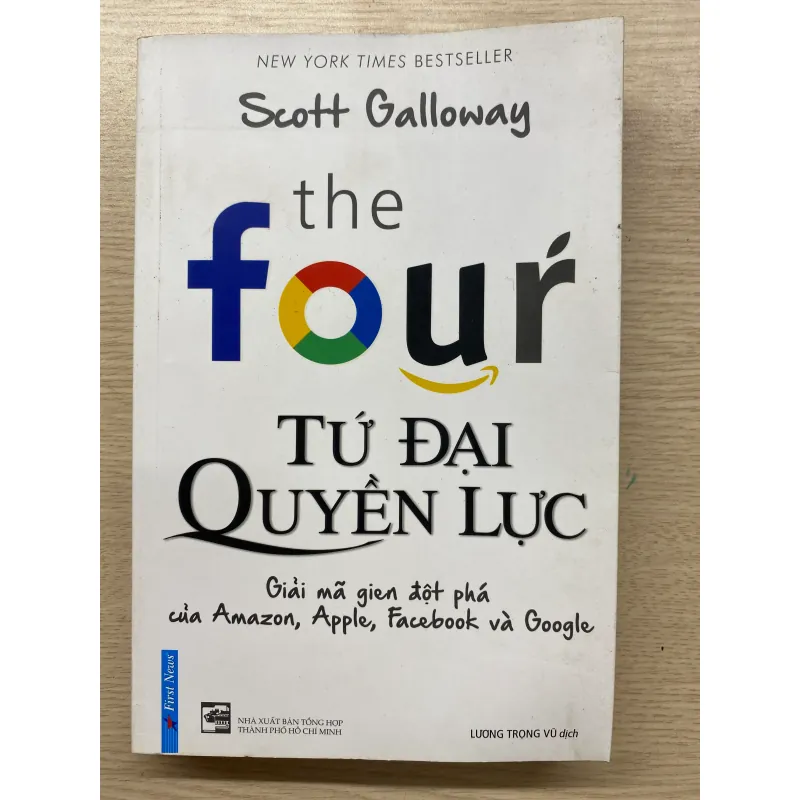 NEW YORK TIMES BESTSELLER
Scott Galloway
the
four
TỨ ĐẠI
QUYỀN LỰC
Giải mã gien đột phá
của Amazon, Apple, Facebook và Google
First News
NHÀ XUẤT BẢN TỔNG HỢP
THÀNH PHỐ HỒ CHÍ MINH
LƯƠNG TRỌNG VŨ dịch